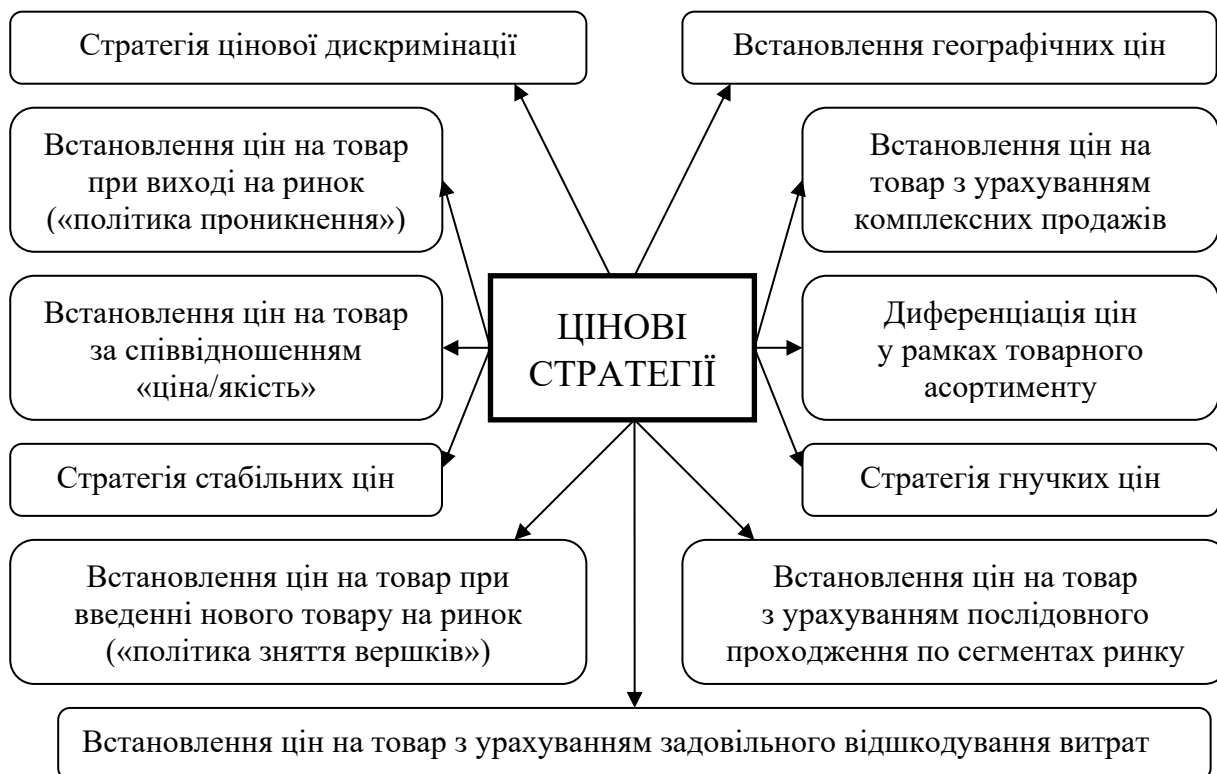 Стратегія цінової дискримінації
Встановлення географічних цін
Встановлення цін на товар
при виході на ринок
(«політика проникнення»)
Встановлення цін на
товар з урахуванням
комплексних продажів
Встановлення цін на товар
за співвідношенням
«ціна/якість»
ЦІНОВІ
СТРАТЕГІЇ
Диференціація цін
у рамках товарного
асортименту
Стратегія стабільних цін
Стратегія гнучких цін
Встановлення цін на товар при
введенні нового товару на ринок
(«політика зняття вершків»)
Встановлення цін на товар
з урахуванням послідовного
проходження по сегментах ринку
Встановлення цін на товар з урахуванням задовільного відшкодування витрат